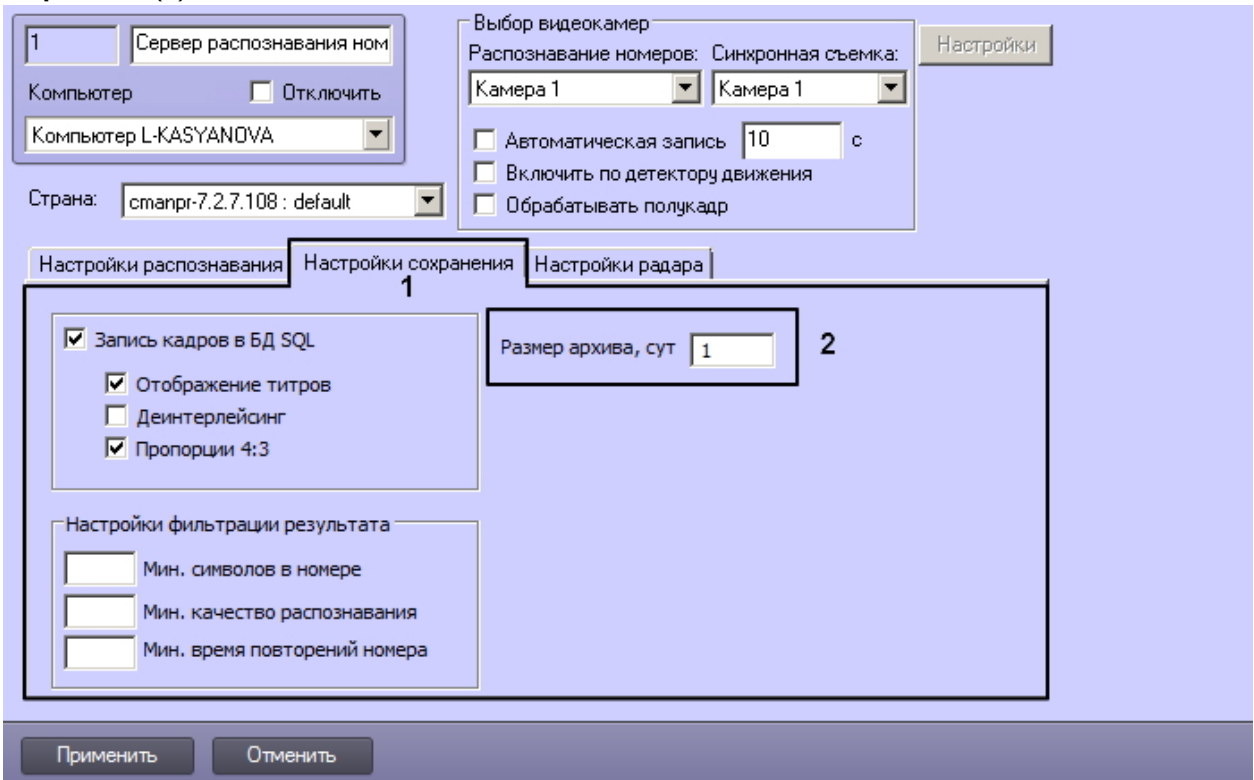 1
Сервер распознавания ном
Компьютер
Отключить
Компьютер L-KASYANOVA
Страна:
cmanpr-7.2.7.108 : default
Выбор видеокамер
Распознавание номеров: Синхронная съемка:
Камера 1
Камера 1
Автоматическая запись 10 с
Включить по детектору движения
Обрабатывать полукадр
Настройки
Настройки распознавания Настройки сохранения Настройки радара
1
Запись кадров в БД SQL
Отображение титров
Деинтерлейсинг
Пропорции 4:3
Размер архива, сут 1
2
Настройки фильтрации результата
Мин. символов в номере
Мин. качество распознавания
Мин. время повторений номера
Применить Отменить